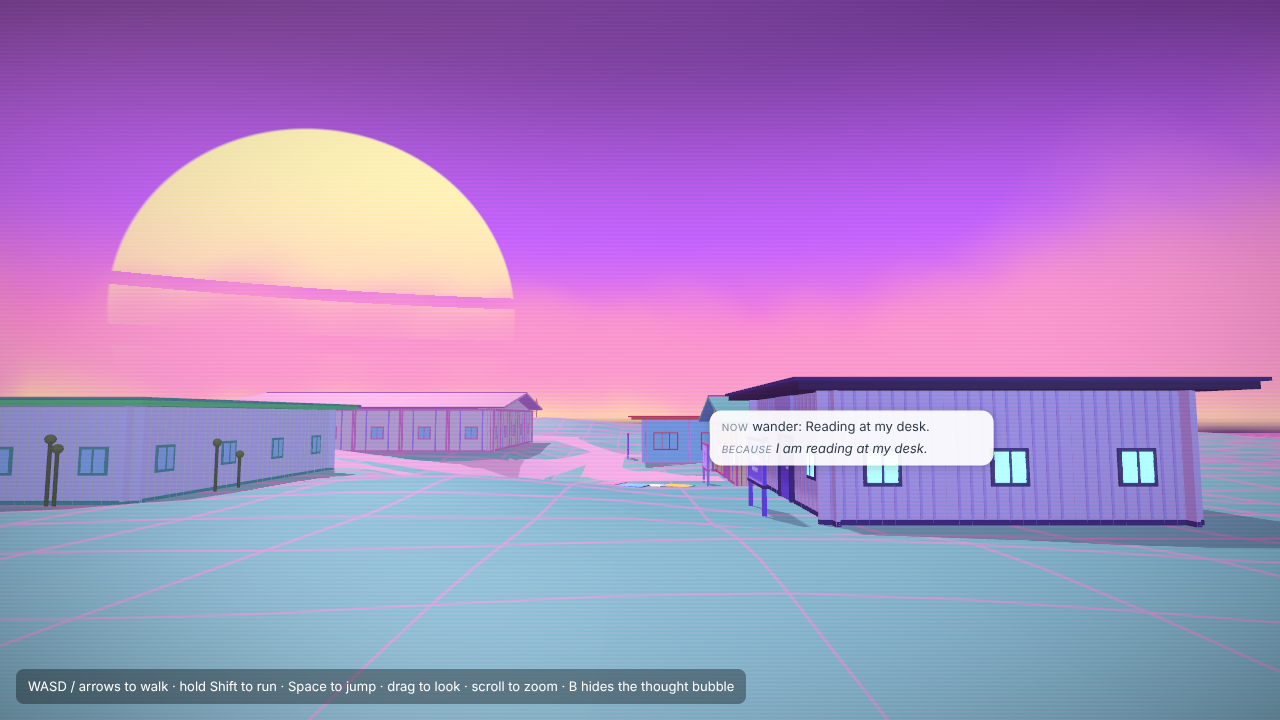 NOW wander: Reading at my desk.
BECAUSE I am reading at my desk.
WASD / arrows to walk · hold Shift to run · Space to jump · drag to look · scroll to zoom · B hides the thought bubble